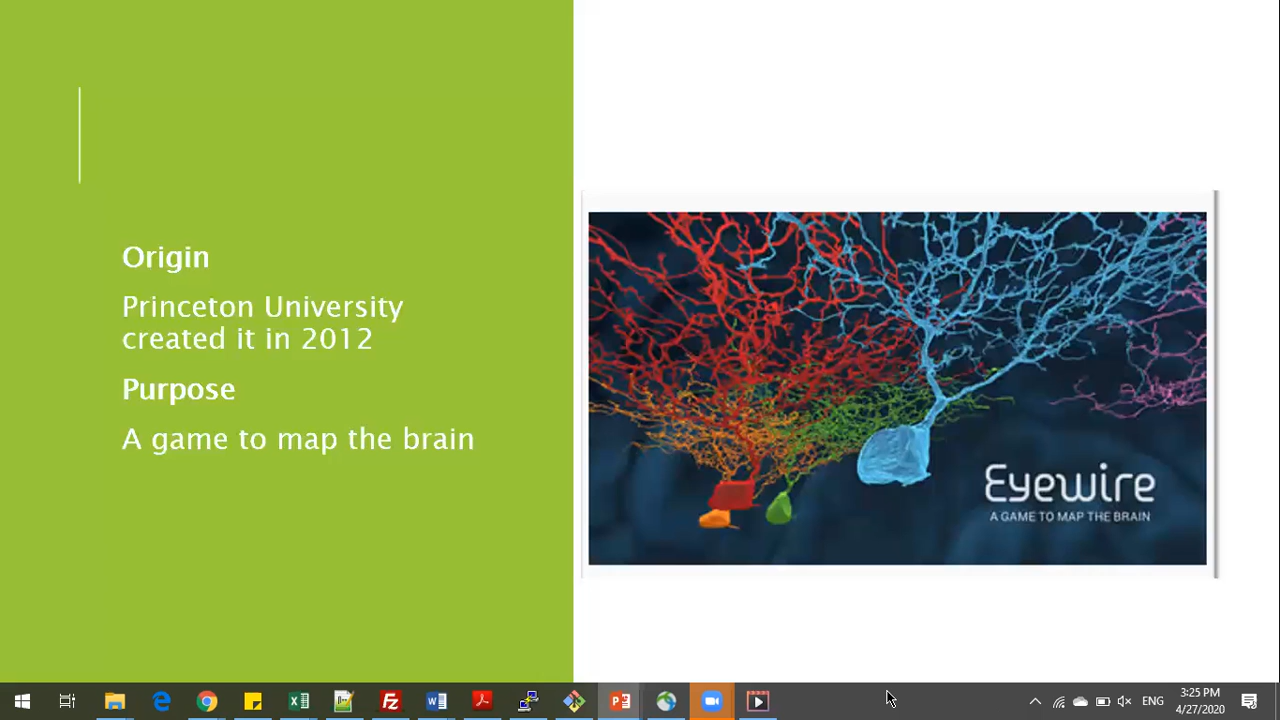 Origin
Princeton University
created it in 2012
Purpose
A game to map the brain
Eyewire
A GAME TO MAP THE BRAIN
ENG
3:25 PM
4/27/2020